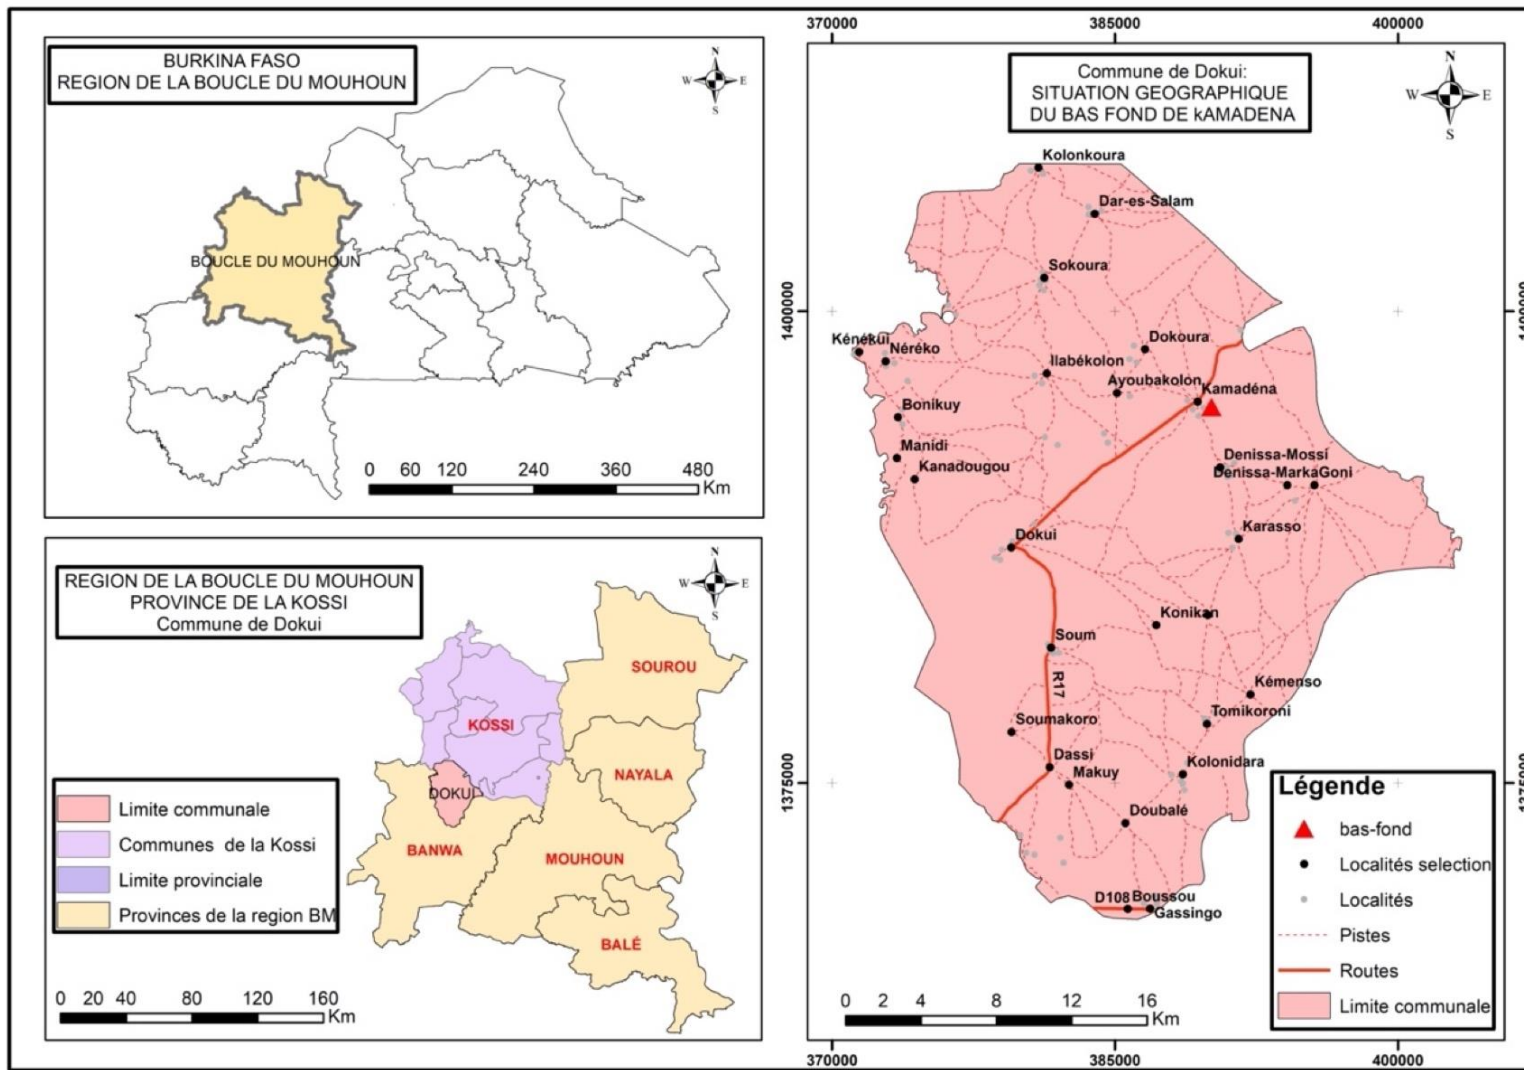 BURKINA FASO
REGION DE LA BOUCLE DU MOUHOUN
N
W E
S
BOUCLE DU MOUHOUN
0 60 120 240 360 480
Km
REGION DE LA BOUCLE DU MOUHOUN
PROVINCE DE LA KOSSI
Commune de Dokui
N
W E
S
SOUROU
KOSSI
NAYALA
DOKUI
BANWA
MOUHOUN
BALÉ
Limite communale
Communes de la Kossi
Limite provinciale
Provinces de la region BM
0 20 40 80 120 160
Km
370000 385000 400000
Commune de Dokui:
SITUATION GEOGRAPHIQUE
DU BAS FOND DE kAMADENA
N
W E
S
Kolonkoura
Dar-es-Salam
Sokoura
1400000 1400000
Kénékui
Néréko
Dokoura
Ilabékolon
Ayoubakolon
Kamadéna
Bonikuy
Manidi
Kanadougou
Denissa-Mossi
Denissa-MarkaGoni
Karasso
Dokui
Konikan
Soum
R17
Kémenso
Tomikoroni
Soumakoro
Dassi
Makuy
Kolonidara
1375000 1375000
Doubalé
D108 Boussou
Gassingo
Légende
bas-fond
Localités selection
Localités
Pistes
Routes
Limite communale
0 2 4 8 12 16
Km
370000 385000 400000